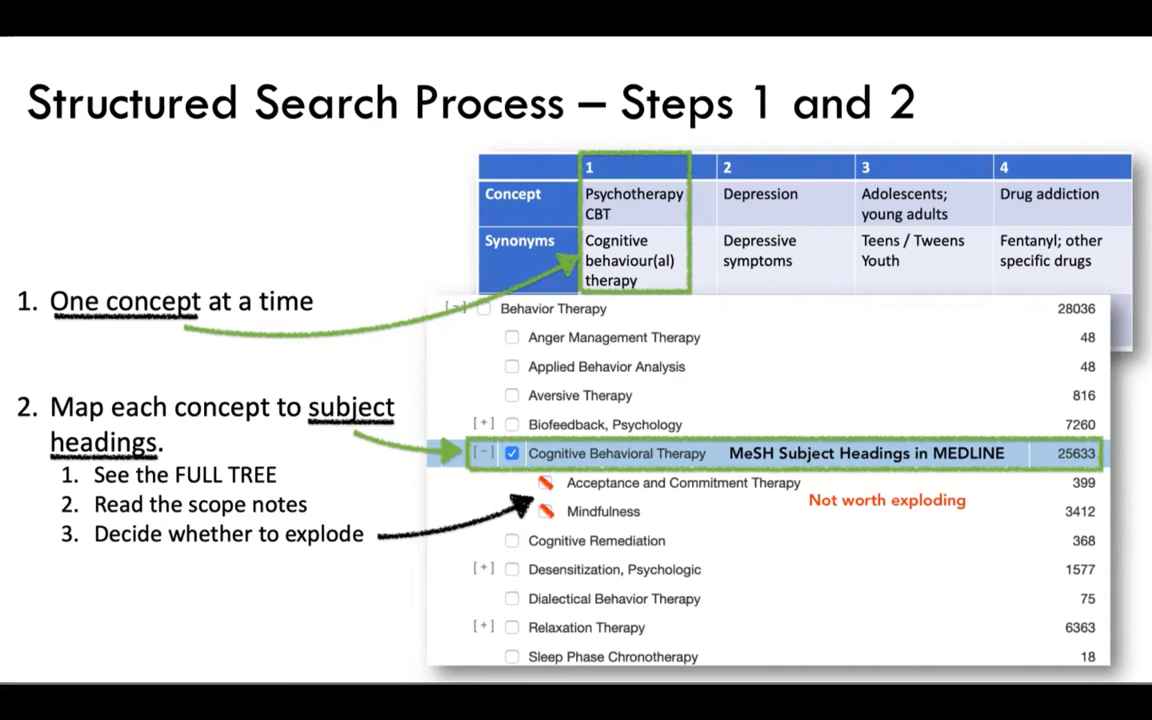 Structured Search Process – Steps 1 and 2
1 2 3 4
Concept Psychotherapy Depression Adolescents; Drug addiction
CBT young adults
Synonyms Cognitive Depressive Teens / Tweens Fentanyl; other
behaviour(al) symptoms Youth specific drugs
therapy
1. One concept at a time
2. Map each concept to subject
headings.
1. See the FULL TREE
2. Read the scope notes
3. Decide whether to explode
[-] Behavior Therapy 28036
Anger Management Therapy 48
Applied Behavior Analysis 48
Aversive Therapy 816
[+] Biofeedback, Psychology 7260
[-] Cognitive Behavioral Therapy MeSH Subject Headings in MEDLINE 25633
Acceptance and Commitment Therapy 399
Not worth exploding
Mindfulness 3412
Cognitive Remediation 368
[+] Desensitization, Psychologic 1577
Dialectical Behavior Therapy 75
[+] Relaxation Therapy 6363
Sleep Phase Chronotherapy 18